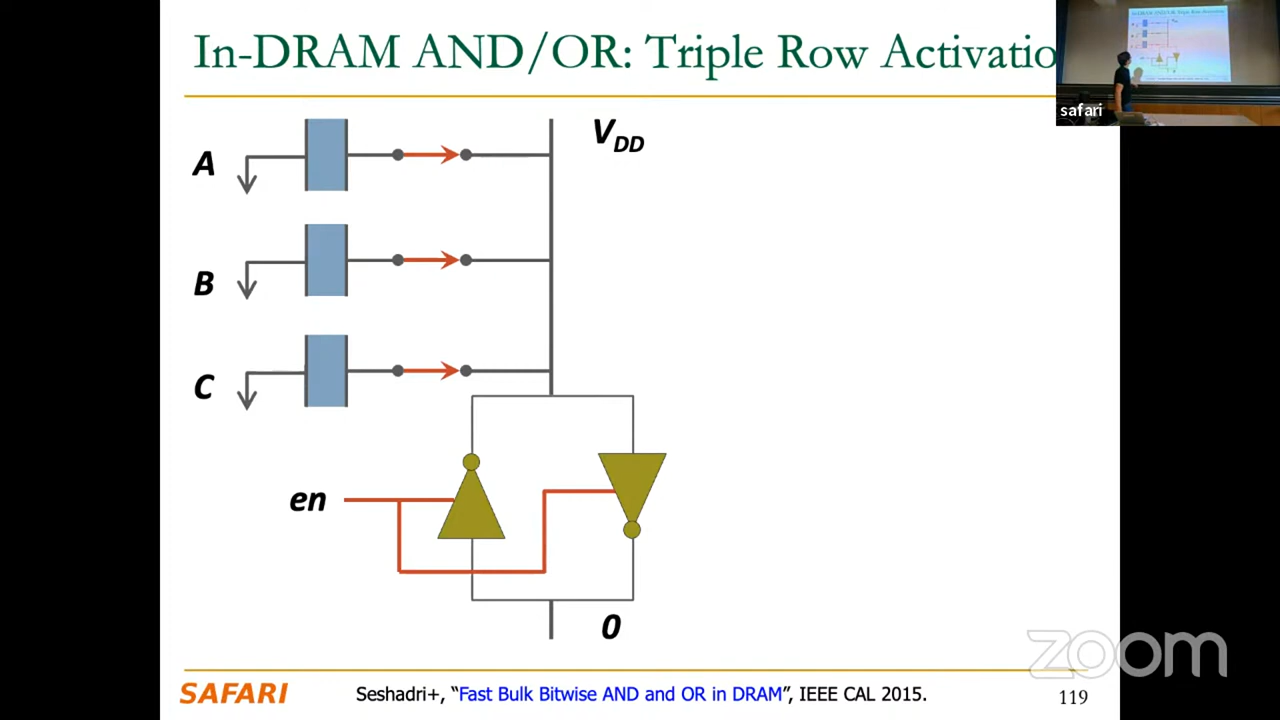 In-DRAM AND/OR: Triple Row Activatio
safari
V_DD
A
B
C
en
0
zoom
SAFARI
Seshadri+, “Fast Bulk Bitwise AND and OR in DRAM”, IEEE CAL 2015.
119